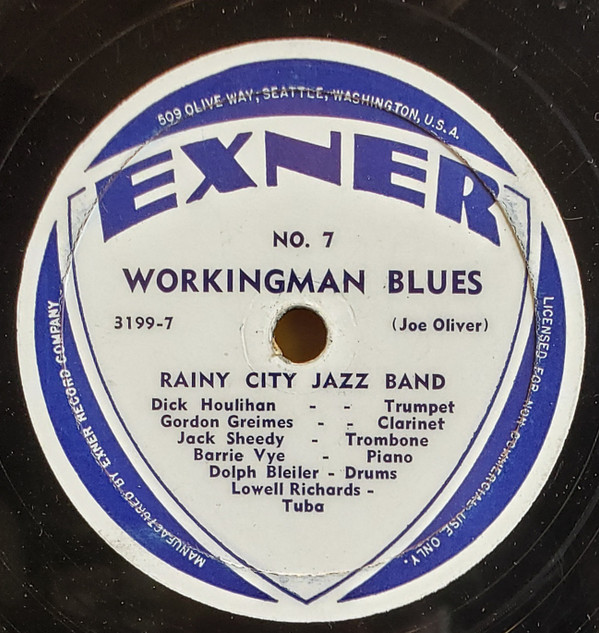 509 OLIVE WAY, SEATTLE, WASHINGTON, U.S.A.
EXNER
NO. 7
WORKINGMAN BLUES
3199-7 (Joe Oliver)
RAINY CITY JAZZ BAND
Dick Houlihan - - Trumpet
Gordon Greimes - - Clarinet
Jack Sheedy - Trombone
Barrie Vye - Piano
Dolph Bleiler - Drums
Lowell Richards -
Tuba
MANUFACTURED BY EXNER RECORD COMPANY
LICENSED FOR NON-COMMERCIAL USE ONLY.